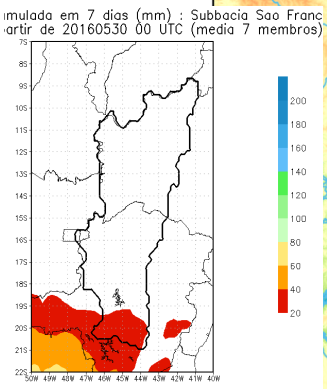 umulada em 7 dias (mm) : Subbacia Sao Franc
partir de 20160530 00 UTC (media 7 membros)
7S
8S
9S
10S
11S
12S
13S
14S
15S
16S
17S
18S
19S
20S
21S
22S
50W 49W 48W 47W 46W 45W 44W 43W 42W 41W 40W
200
180
160
140
120
100
80
60
40
20